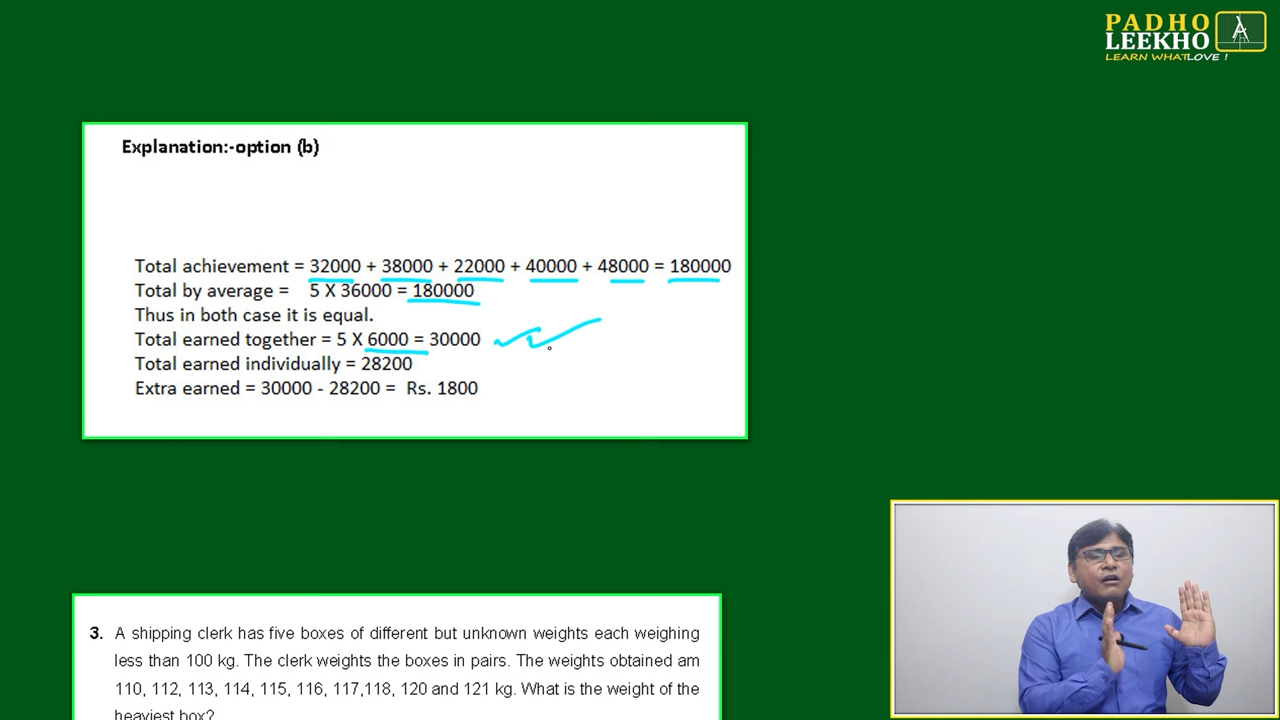 PADHO
LEEKHO
LEARN WHAT LOVE !
Explanation:-option (b)
Total achievement = 32000 + 38000 + 22000 + 40000 + 48000 = 180000
Total by average = 5 X 36000 = 180000
Thus in both case it is equal.
Total earned together = 5 X 6000 = 30000
Total earned individually = 28200
Extra earned = 30000 - 28200 = Rs. 1800
3. A shipping clerk has five boxes of different but unknown weights each weighing
less than 100 kg. The clerk weights the boxes in pairs. The weights obtained am
110, 112, 113, 114, 115, 116, 117,118, 120 and 121 kg. What is the weight of the
heaviest box?